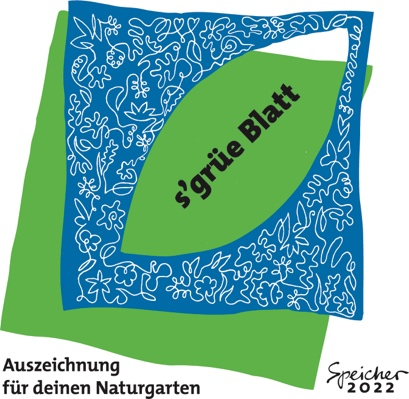 s'grüe Blatt
Auszeichnung
für deinen Naturgarten
Speicher
2022